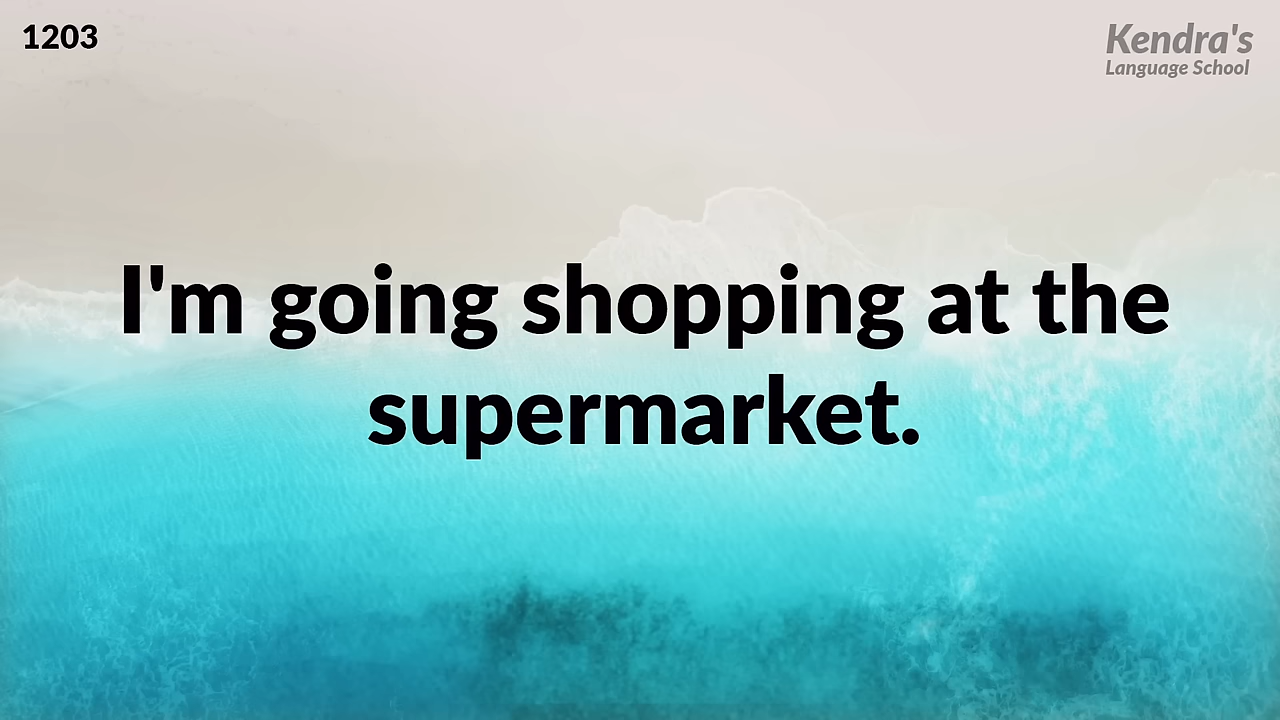 1203
Kendra's
Language School
I'm going shopping at the
supermarket.